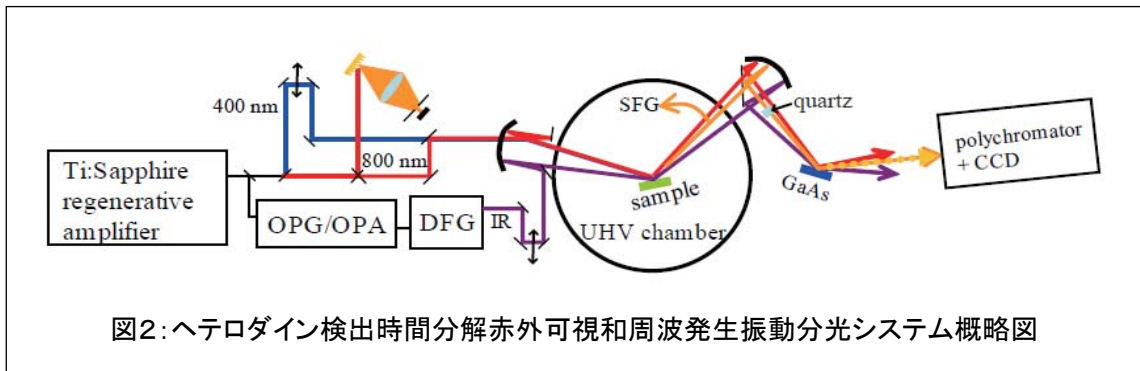 400 nm
800 nm
Ti:Sapphire
regenerative
amplifier
OPG/OPA
DFG
IR
SFG
sample
UHV chamber
quartz
GaAs
polychromator
+ CCD
図2：ヘテロダイン検出時間分解赤外可視和周波発生振動分光システム概略図